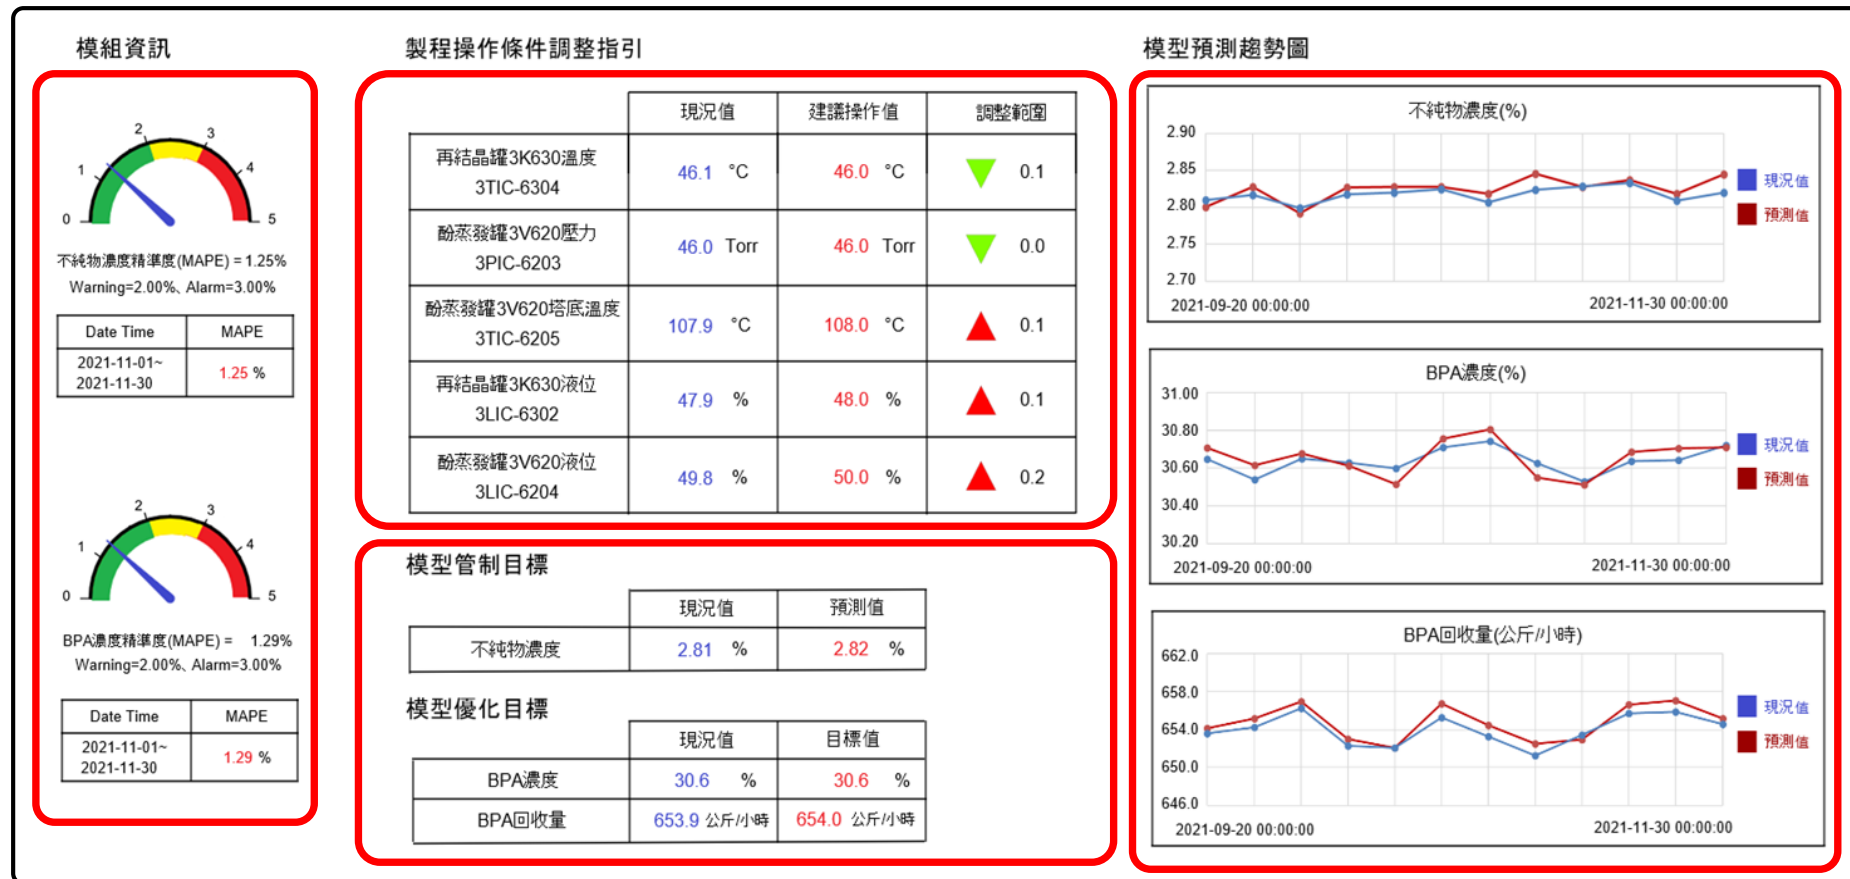 模組資訊
0
1
2
3
4
5
不純物濃度精準度(MAPE) = 1.25%
Warning=2.00%、Alarm=3.00%
Date Time MAPE
2021-11-01~
2021-11-30
1.25 %
0
1
2
3
4
5
BPA濃度精準度(MAPE) = 1.29%
Warning=2.00%、Alarm=3.00%
Date Time MAPE
2021-11-01~
2021-11-30
1.29 %
製程操作條件調整指引
現況值 建議操作值 調整範圍
再結晶罐3K630溫度
3TIC-6304
46.1 °C 46.0 °C 0.1
酚蒸發罐3V620壓力
3PIC-6203
46.0 Torr 46.0 Torr 0.0
酚蒸發罐3V620塔底溫度
3TIC-6205
107.9 °C 108.0 °C 0.1
再結晶罐3K630液位
3LIC-6302
47.9 % 48.0 % 0.1
酚蒸發罐3V620液位
3LIC-6204
49.8 % 50.0 % 0.2
模型管制目標
現況值 預測值
不純物濃度 2.81 % 2.82 %
模型優化目標
現況值 目標值
BPA濃度 30.6 % 30.6 %
BPA回收量 653.9 公斤/小時 654.0 公斤/小時
模型預測趨勢圖
不純物濃度(%)
2.90
2.85
2.80
2.75
2.70
2021-09-20 00:00:00 2021-11-30 00:00:00
現況值
預測值
BPA濃度(%)
31.00
30.80
30.60
30.40
30.20
2021-09-20 00:00:00 2021-11-30 00:00:00
現況值
預測值
BPA回收量(公斤/小時)
662.0
658.0
654.0
650.0
646.0
2021-09-20 00:00:00 2021-11-30 00:00:00
現況值
預測值